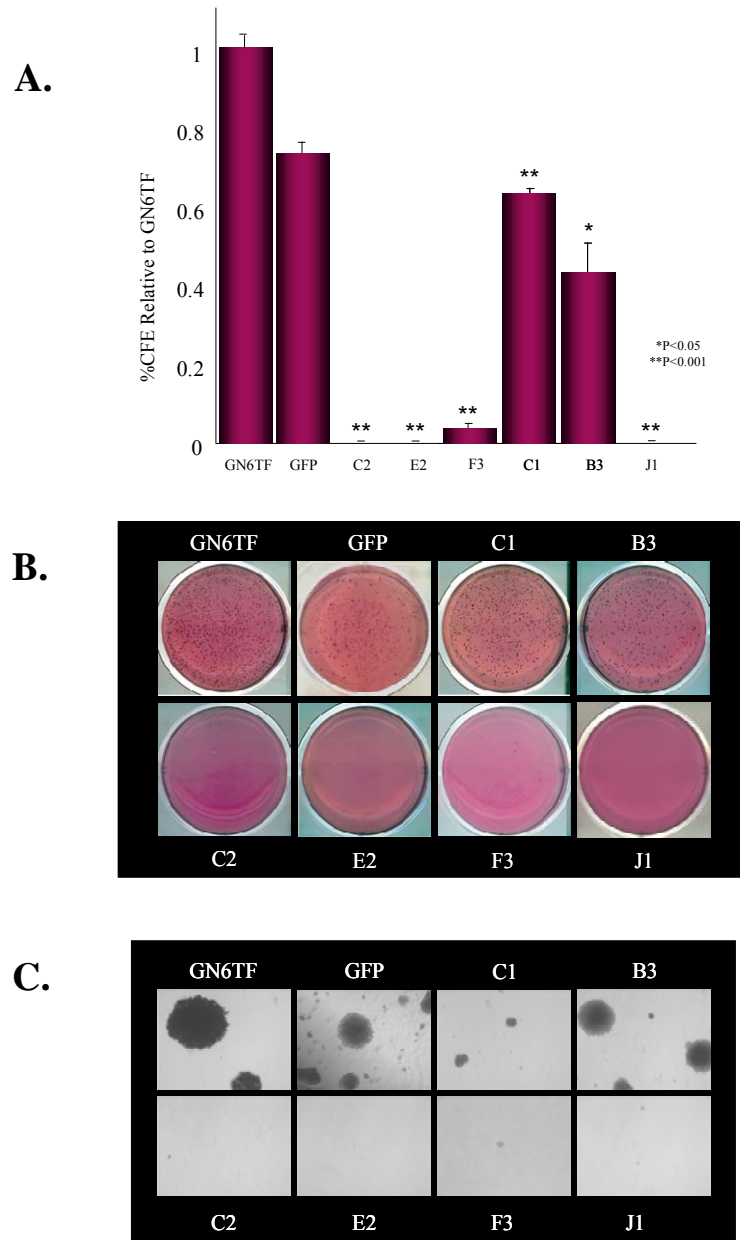 A.
%CFE Relative to GN6TF
1
0.8
0.6
0.4
0.2
0
**
*
**
**
**
**
*P<0.05
**P<0.001
GN6TF GFP C2 E2 F3 C1 B3 J1
B.
GN6TF GFP C1 B3
C2 E2 F3 J1
C.
GN6TF GFP C1 B3
C2 E2 F3 J1